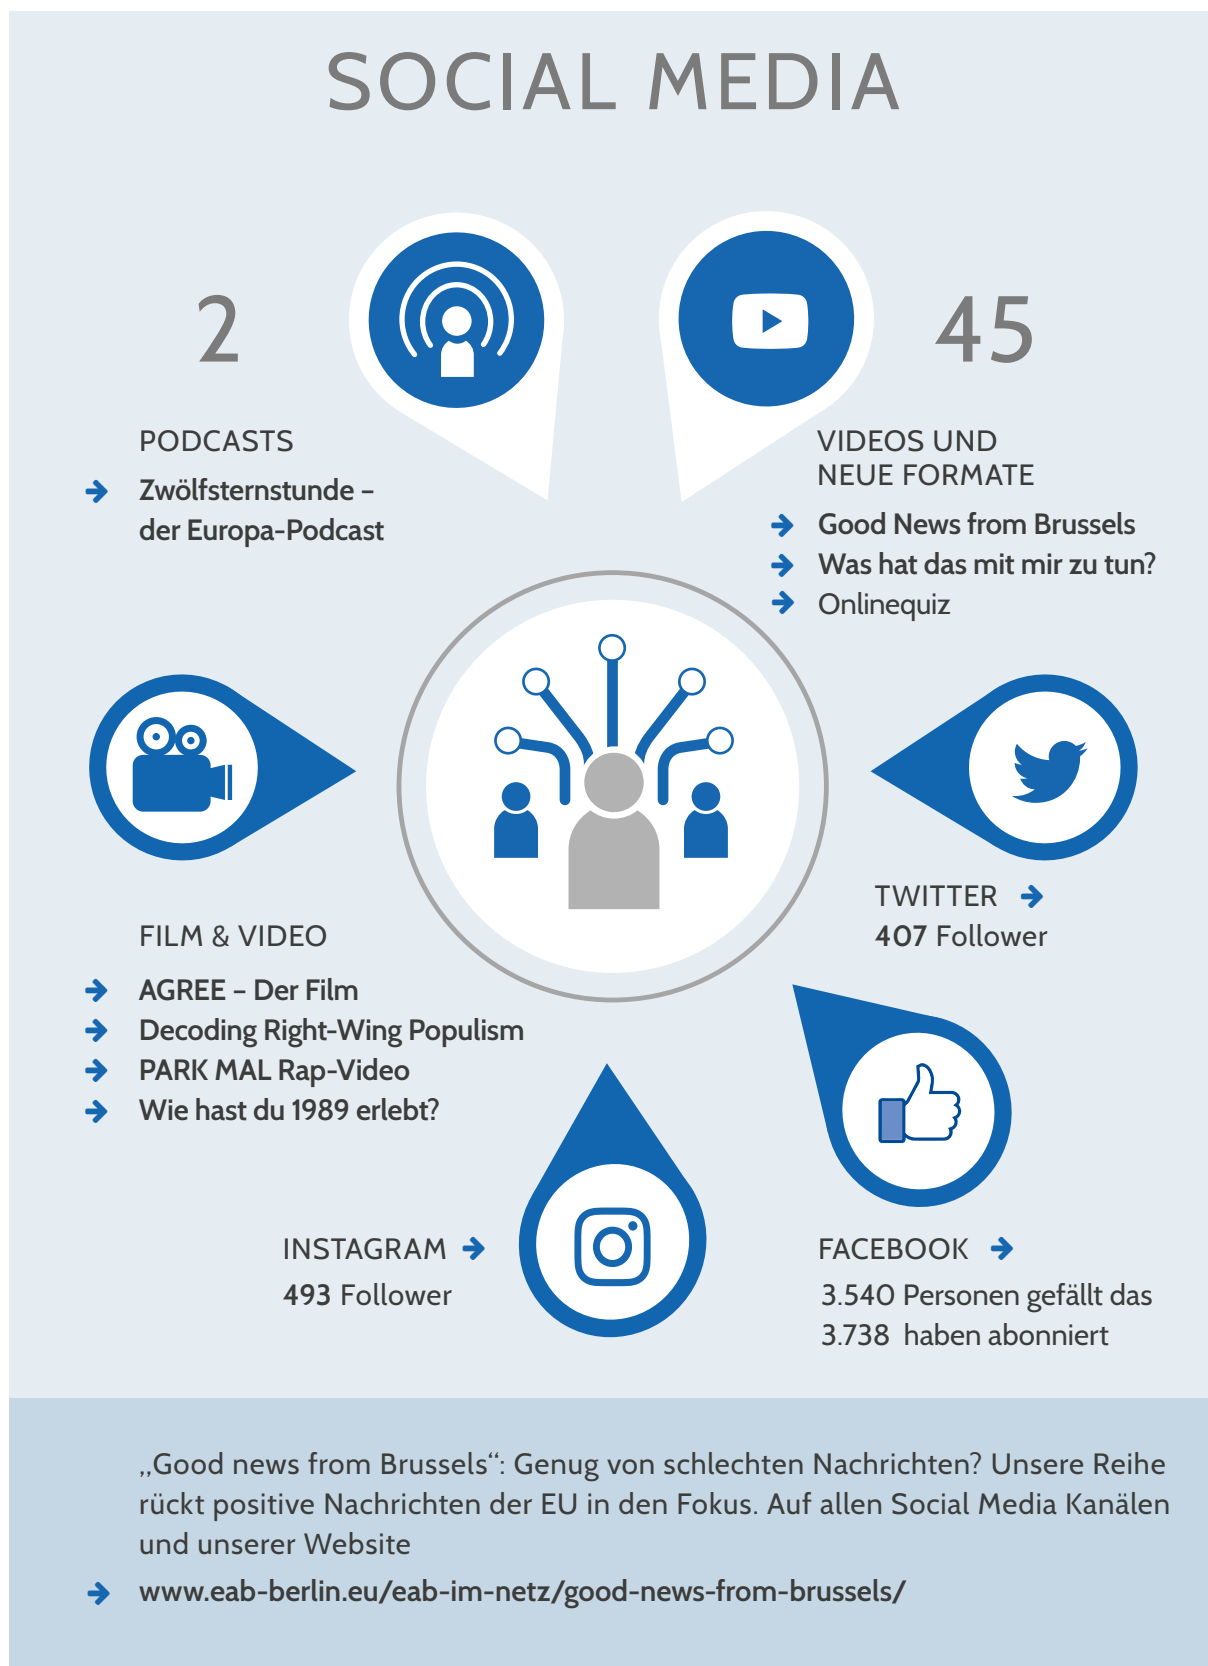 SOCIAL MEDIA
2
PODCASTS
Zwölfsternstunde –
der Europa-Podcast
45
VIDEOS UND
NEUE FORMATE
Good News from Brussels
Was hat das mit mir zu tun?
Onlinequiz
FILM & VIDEO
AGREE – Der Film
Decoding Right-Wing Populism
PARK MAL Rap-Video
Wie hast du 1989 erlebt?
TWITTER
407 Follower
INSTAGRAM
493 Follower
FACEBOOK
3.540 Personen gefällt das
3.738 haben abonniert
„Good news from Brussels“: Genug von schlechten Nachrichten? Unsere Reihe
rückt positive Nachrichten der EU in den Fokus. Auf allen Social Media Kanälen
und unserer Website
www.eab-berlin.eu/eab-im-netz/good-news-from-brussels/